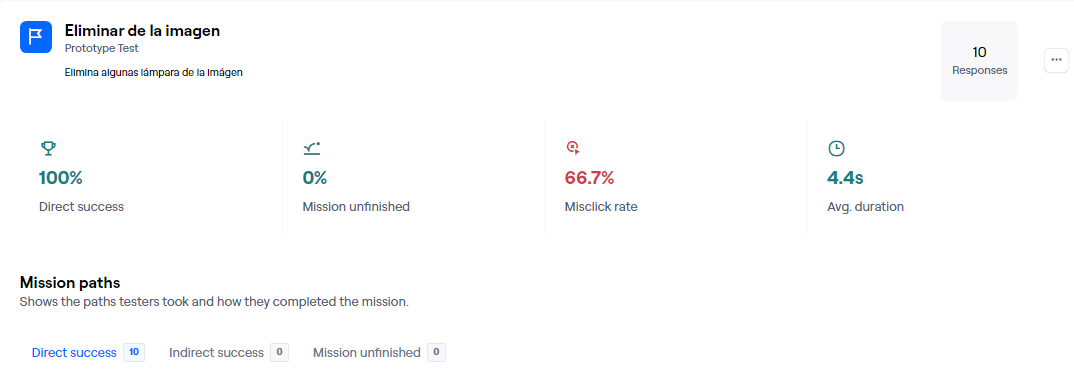 Eliminar de la imagen
Prototype Test
Elimina algunas lámpara de la imágen
10
Responses
100%
Direct success
0%
Mission unfinished
66.7%
Misclick rate
4.4s
Avg. duration
Mission paths
Shows the paths testers took and how they completed the mission.
Direct success 10 Indirect success 0 Mission unfinished 0